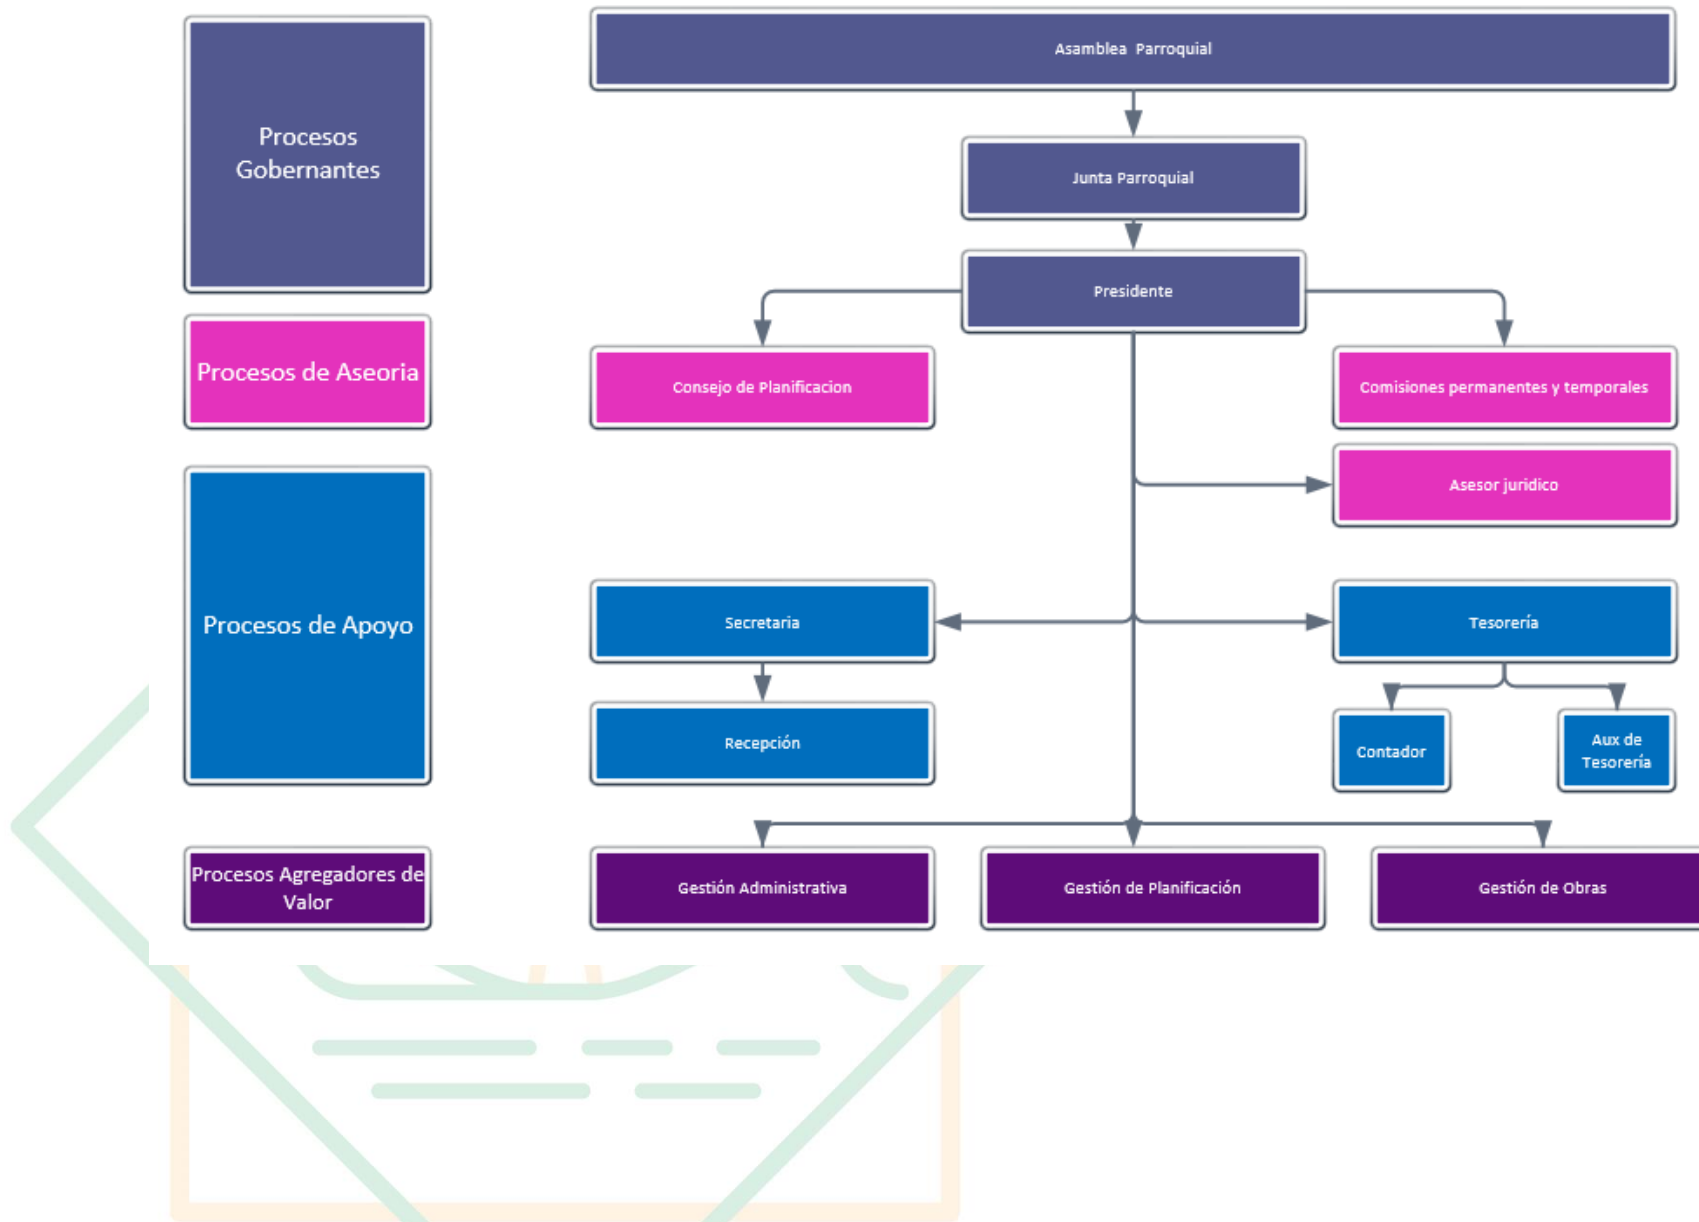 Asamblea Parroquial
Procesos
Gobernantes
Junta Parroquial
Presidente
Procesos de Aseoria
Consejo de Planificacion
Comisiones permanentes y temporales
Asesor juridico
Procesos de Apoyo
Secretaria
Tesorería
Recepción
Contador
Aux de
Tesorería
Procesos Agregadores de
Valor
Gestión Administrativa
Gestión de Planificación
Gestión de Obras